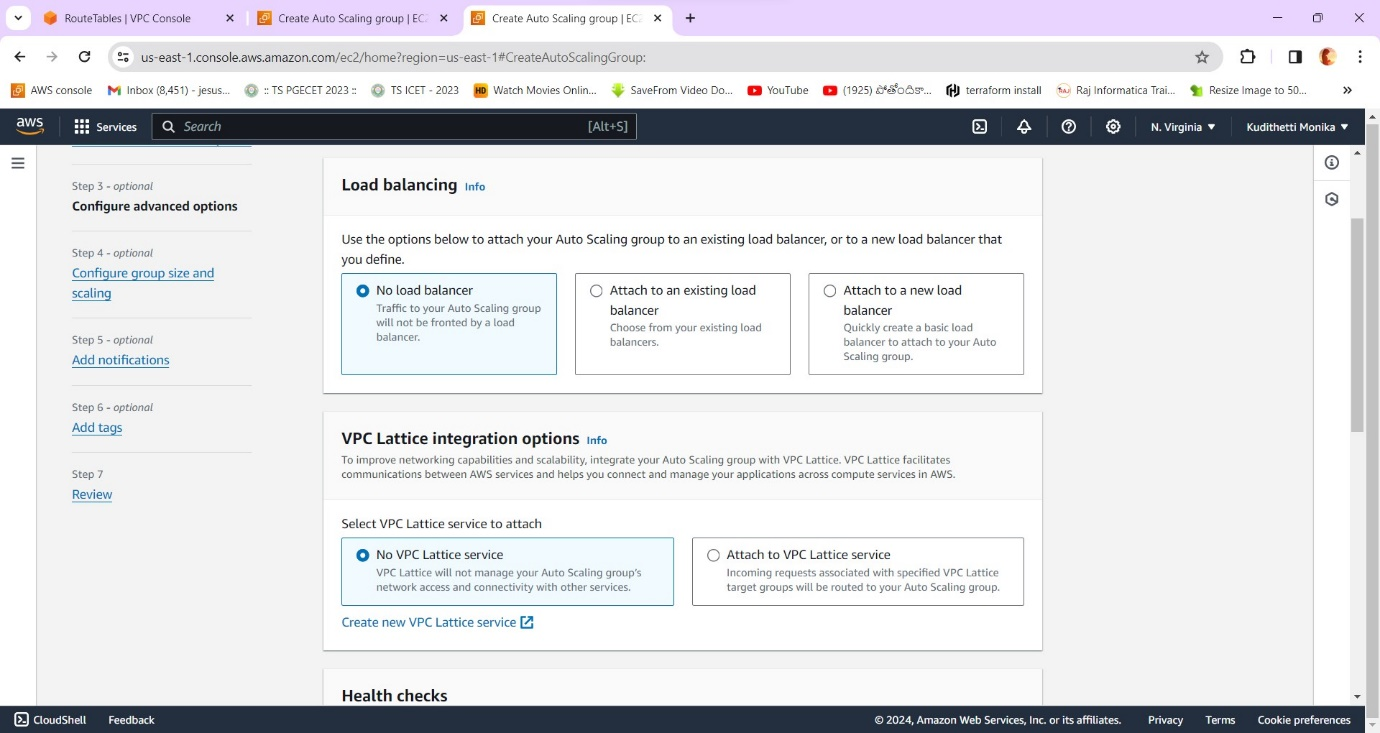 RouteTables | VPC Console
Create Auto Scaling group | EC
Create Auto Scaling group | EC
us-east-1.console.aws.amazon.com/ec2/home?region=us-east-1#CreateAutoScalingGroup:
AWS console
Inbox (8,451) - jesus...
:: TS PGECET 2023 ::
TS ICET - 2023
HD Watch Movies Onlin...
SaveFrom Video Do...
YouTube
(1925)
terraform install
Raj Informatica Trai...
Resize Image to 50...
aws
Services
Search
[Alt+S]
N. Virginia
Kudithetti Monika
Step 3 - optional
Configure advanced options
Step 4 - optional
Configure group size and
scaling
Step 5 - optional
Add notifications
Step 6 - optional
Add tags
Step 7
Review
Load balancing Info
Use the options below to attach your Auto Scaling group to an existing load balancer, or to a new load balancer that
you define.
No load balancer
Traffic to your Auto Scaling group
will not be fronted by a load
balancer.
Attach to an existing load
balancer
Choose from your existing load
balancers.
Attach to a new load
balancer
Quickly create a basic load
balancer to attach to your Auto
Scaling group.
VPC Lattice integration options Info
To improve networking capabilities and scalability, integrate your Auto Scaling group with VPC Lattice. VPC Lattice facilitates
communications between AWS services and helps you connect and manage your applications across compute services in AWS.
Select VPC Lattice service to attach
No VPC Lattice service
VPC Lattice will not manage your Auto Scaling group's
network access and connectivity with other services.
Attach to VPC Lattice service
Incoming requests associated with specified VPC Lattice
target groups will be routed to your Auto Scaling group.
Create new VPC Lattice service
Health checks
CloudShell
Feedback
© 2024, Amazon Web Services, Inc. or its affiliates.
Privacy
Terms
Cookie preferences